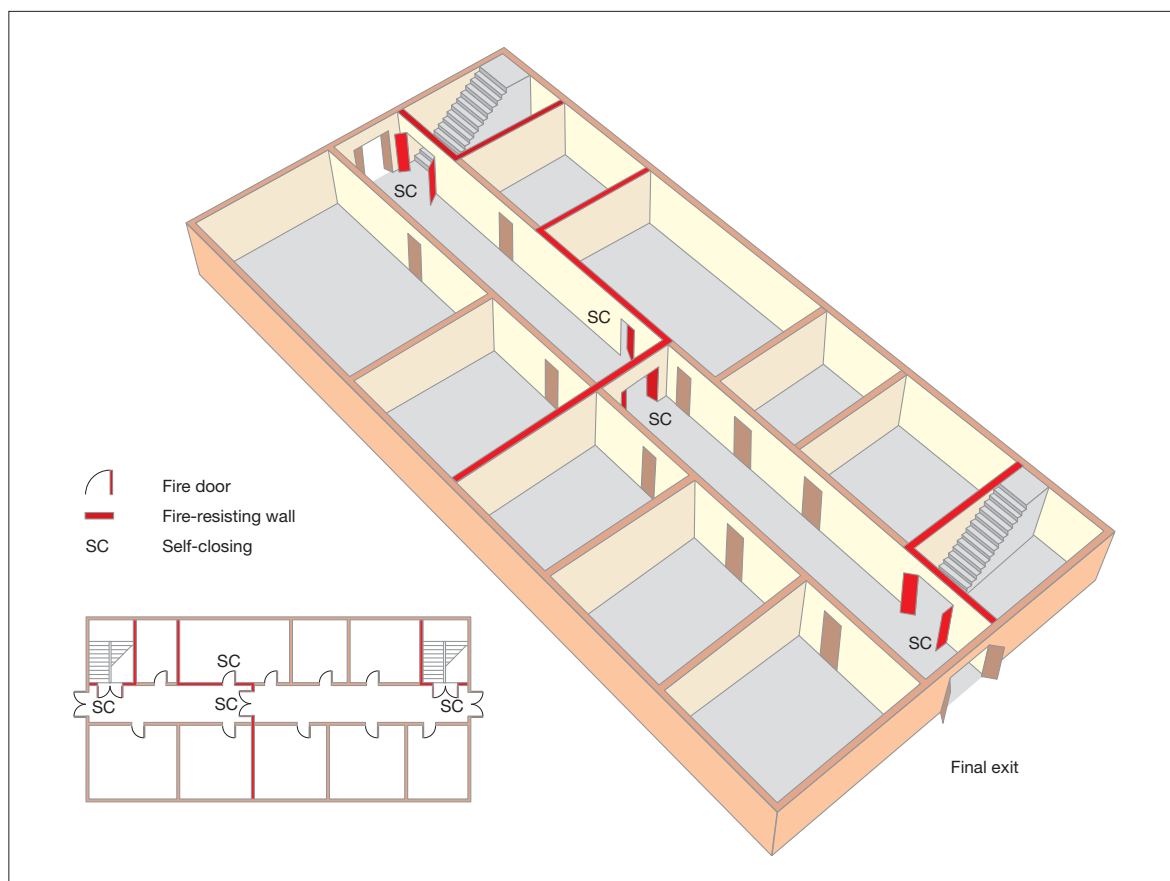 SC
SC
SC
SC
Fire door
Fire-resisting wall
SC Self-closing
SC
SC
SC
SC
Final exit